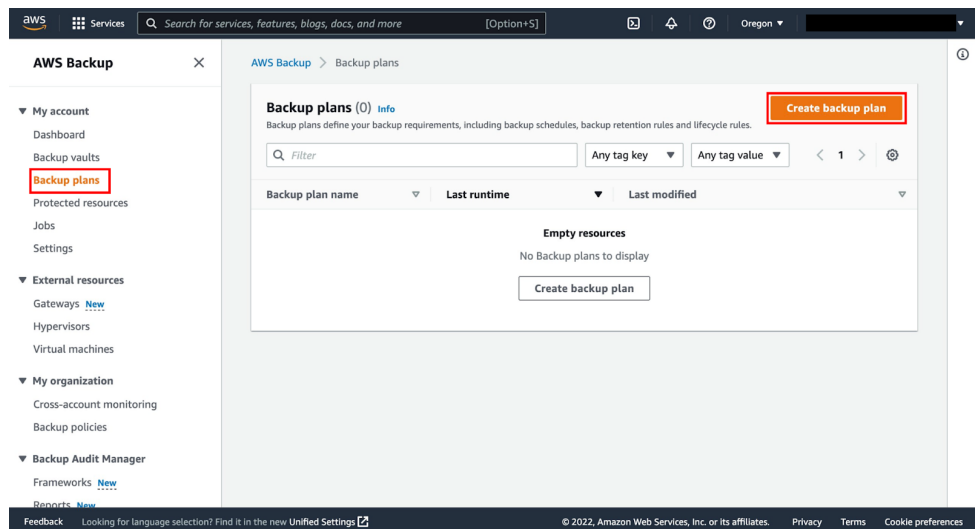 aws Services Search for services, features, blogs, docs, and more [Option+S] Oregon
AWS Backup
My account
Dashboard
Backup vaults
Backup plans
Protected resources
Jobs
Settings
External resources
Gateways New
Hypervisors
Virtual machines
My organization
Cross-account monitoring
Backup policies
Backup Audit Manager
Frameworks New
Reports New
AWS Backup > Backup plans
Backup plans (0) Info
Create backup plan
Backup plans define your backup requirements, including backup schedules, backup retention rules and lifecycle rules.
Filter Any tag key Any tag value < 1 >
Backup plan name Last runtime Last modified
Empty resources
No Backup plans to display
Create backup plan
Feedback Looking for language selection? Find it in the new Unified Settings © 2022, Amazon Web Services, Inc. or its affiliates. Privacy Terms Cookie preferences